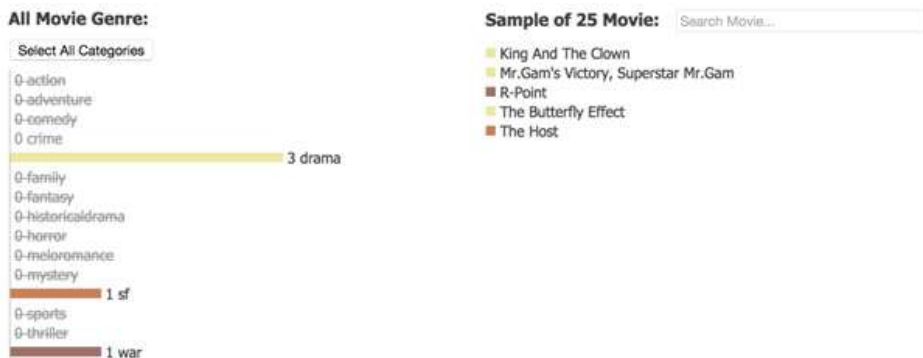 All Movie Genre:
Select All Categories
0 action
0 adventure
0 comedy
0 crime
3 drama
0 family
0 fantasy
0 historicaldrama
0 horror
0 meloromance
0 mystery
1 sf
0 sports
0 thriller
1 war
Sample of 25 Movie:
Search Movie...
King And The Clown
Mr.Gam's Victory, Superstar Mr.Gam
R-Point
The Butterfly Effect
The Host